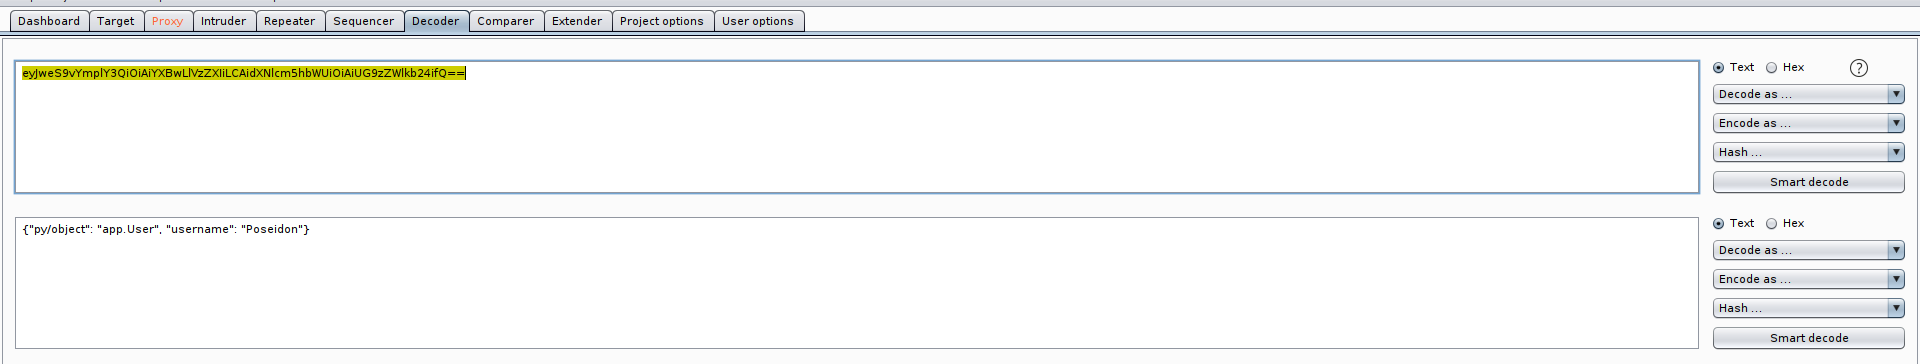 Dashboard Target Proxy Intruder Repeater Sequencer Decoder Comparer Extender Project options User options
eyJweS9vYmplY3QiOiAiYXBwLlVzZXIiLCAidXNlcm5hbWUiOiAiUG9zZWlkb24ifQ==
Text Hex ?
Decode as ...
Encode as ...
Hash ...
Smart decode
{"py/object": "app.User", "username": "Poseidon"}
Text Hex
Decode as ...
Encode as ...
Hash ...
Smart decode